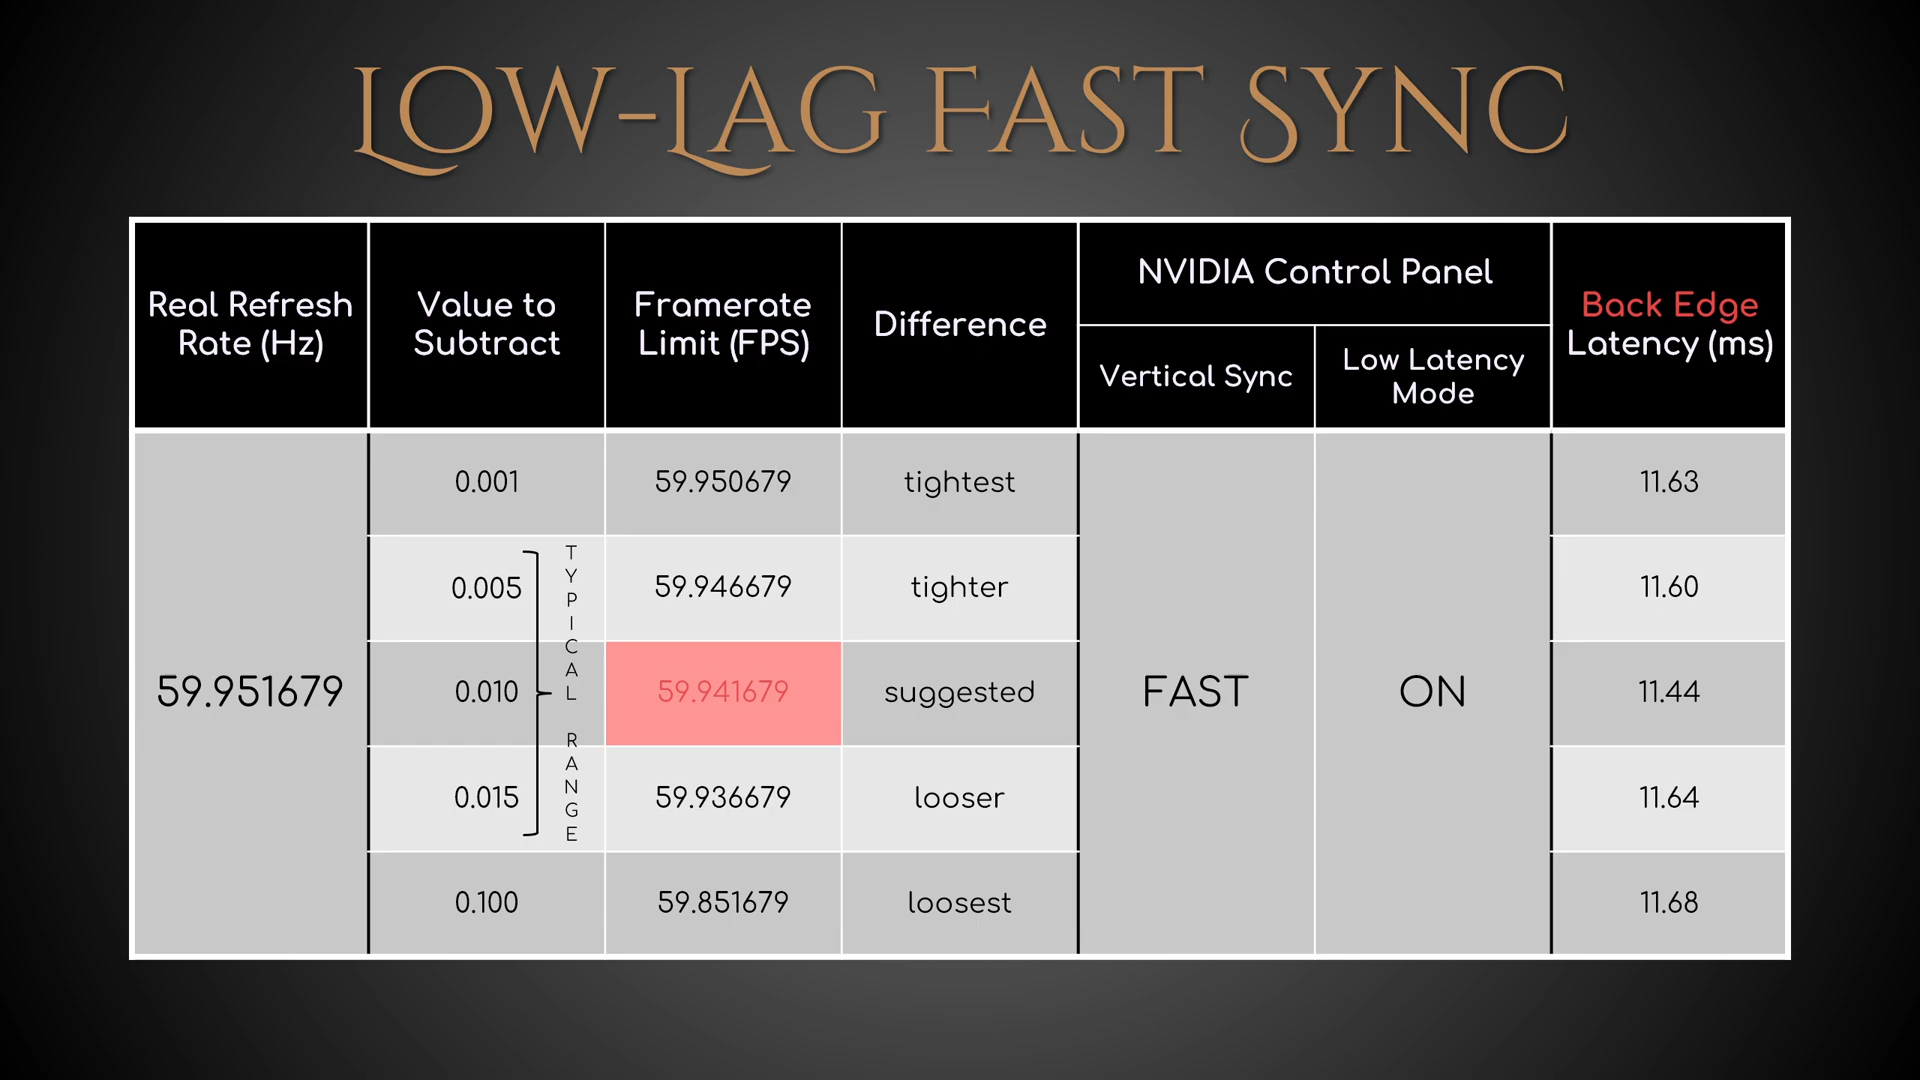 LOW-LAG FAST SYNC
Real Refresh
Rate (Hz)
Value to
Subtract
Framerate
Limit (FPS)
Difference
NVIDIA Control Panel
Vertical Sync
Low Latency
Mode
Back Edge
Latency (ms)
59.951679
0.001
59.950679
tightest
11.63
0.005
59.946679
tighter
11.60
0.010
59.941679
suggested
11.44
0.015
59.936679
looser
11.64
0.100
59.851679
loosest
11.68
TYPICAL RANGE
FAST
ON